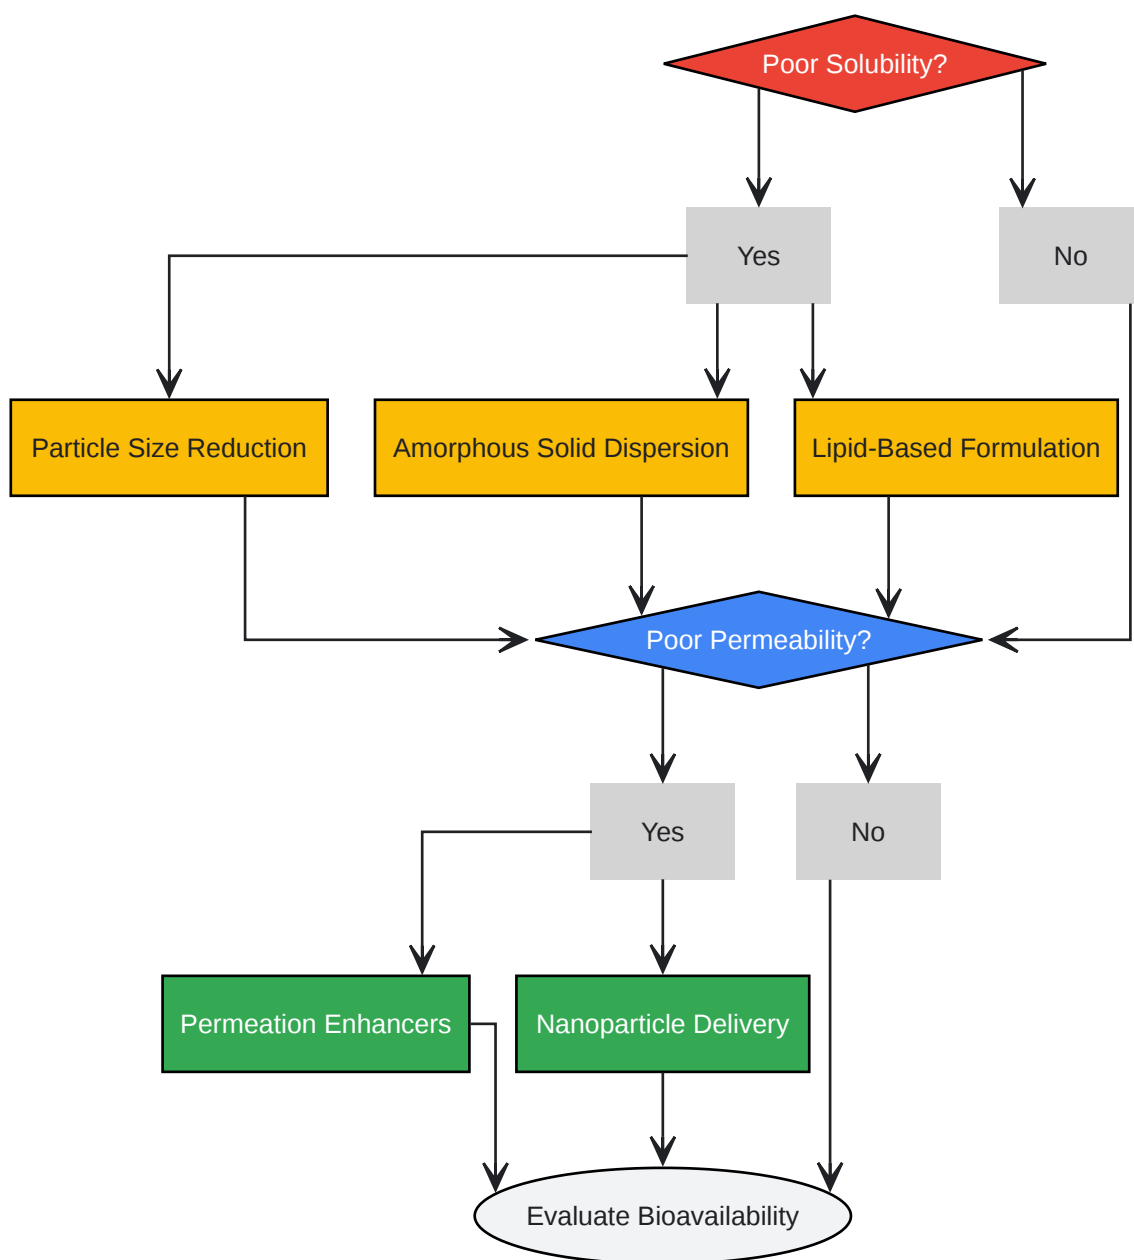 Poor Solubility?
Yes
No
Particle Size Reduction
Amorphous Solid Dispersion
Lipid-Based Formulation
Poor Permeability?
Yes
No
Permeation Enhancers
Nanoparticle Delivery
Evaluate Bioavailability